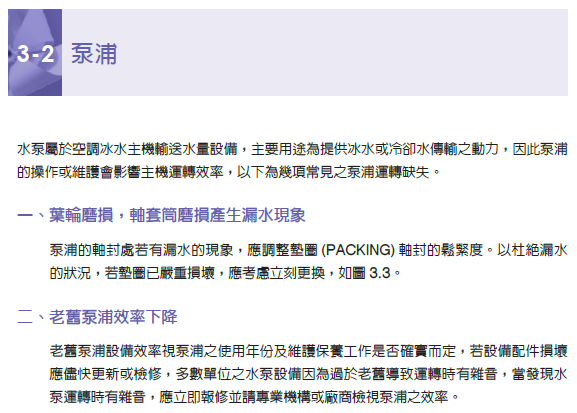 3-2 泵浦
水泵屬於空調冰水主機輸送水量設備，主要用途為提供冰水或冷卻水傳輸之動力，因此泵浦
的操作或維護會影響主機運轉效率，以下為幾項常見之泵浦運轉缺失。
一、葉輪磨損，軸套筒磨損產生漏水現象
泵浦的軸封處若有漏水的現象，應調整墊圈 (PACKING) 軸封的鬆緊度。以杜絕漏水
的狀況，若墊圈已嚴重損壞，應考慮立刻更換，如圖 3.3。
二、老舊泵浦效率下降
老舊泵浦設備效率視泵浦之使用年份及維護保養工作是否確實而定，若設備配件損壞
應儘快更新或檢修，多數單位之水泵設備因為過於老舊導致運轉時有雜音，當發現水
泵運轉時有雜音，應立即報修並請專業機構或廠商檢視泵浦之效率。